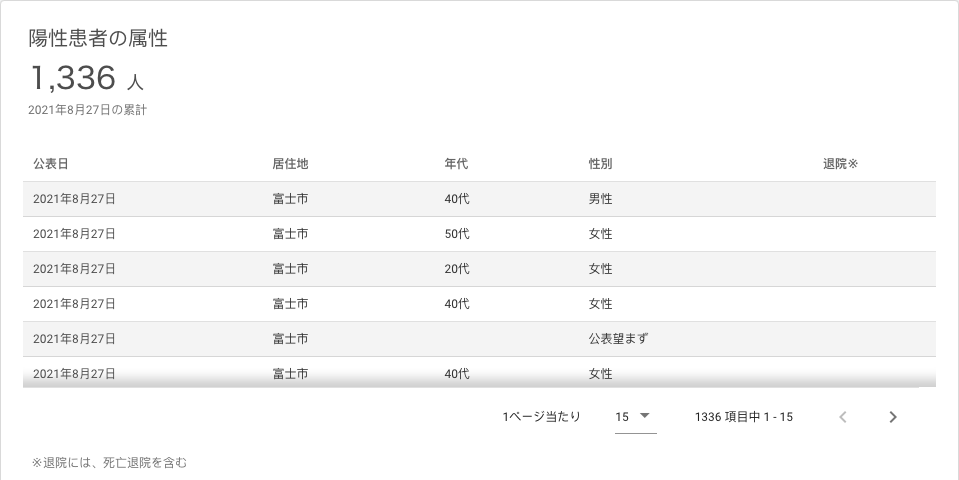 陽性患者の属性
1,336 人
2021年8月27日の累計
公表日 居住地 年代 性別 退院※
2021年8月27日 富士市 40代 男性
2021年8月27日 富士市 50代 女性
2021年8月27日 富士市 20代 女性
2021年8月27日 富士市 40代 女性
2021年8月27日 富士市 公表望まず
2021年8月27日 富士市 40代 女性
1ページ当たり 15 1336 項目中 1 - 15
※退院には、死亡退院を含む